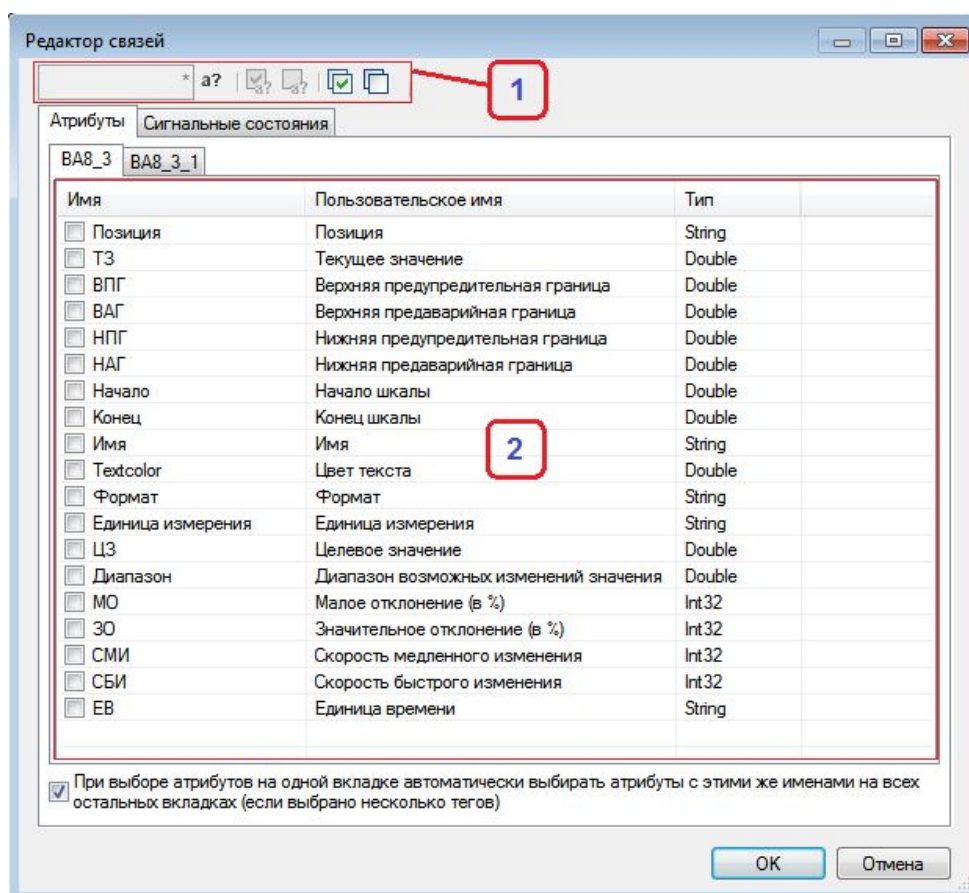 Редактор связей
* a?
a? a?
1
Атрибуты Сигнальные состояния
BA8_3 BA8_3_1
Имя Пользовательское имя Тип
Позиция Позиция String
ТЗ Текущее значение Double
ВПГ Верхняя предупредительная граница Double
ВАГ Верхняя предаварийная граница Double
НПГ Нижняя предупредительная граница Double
НАГ Нижняя предаварийная граница Double
Начало Начало шкалы Double
Конец Конец шкалы Double
Имя Имя String
2
Textcolor Цвет текста Double
Формат Формат String
Единица измерения Единица измерения String
ЦЗ Целевое значение Double
Диапазон Диапазон возможных изменений значения Double
МО Малое отклонение (в %) Int32
ЗО Значительное отклонение (в %) Int32
СМИ Скорость медленного изменения Int32
СБИ Скорость быстрого изменения Int32
ЕВ Единица времени String
При выборе атрибутов на одной вкладке автоматически выбирать атрибуты с этими же именами на всех
остальных вкладках (если выбрано несколько тегов)
OK Отмена